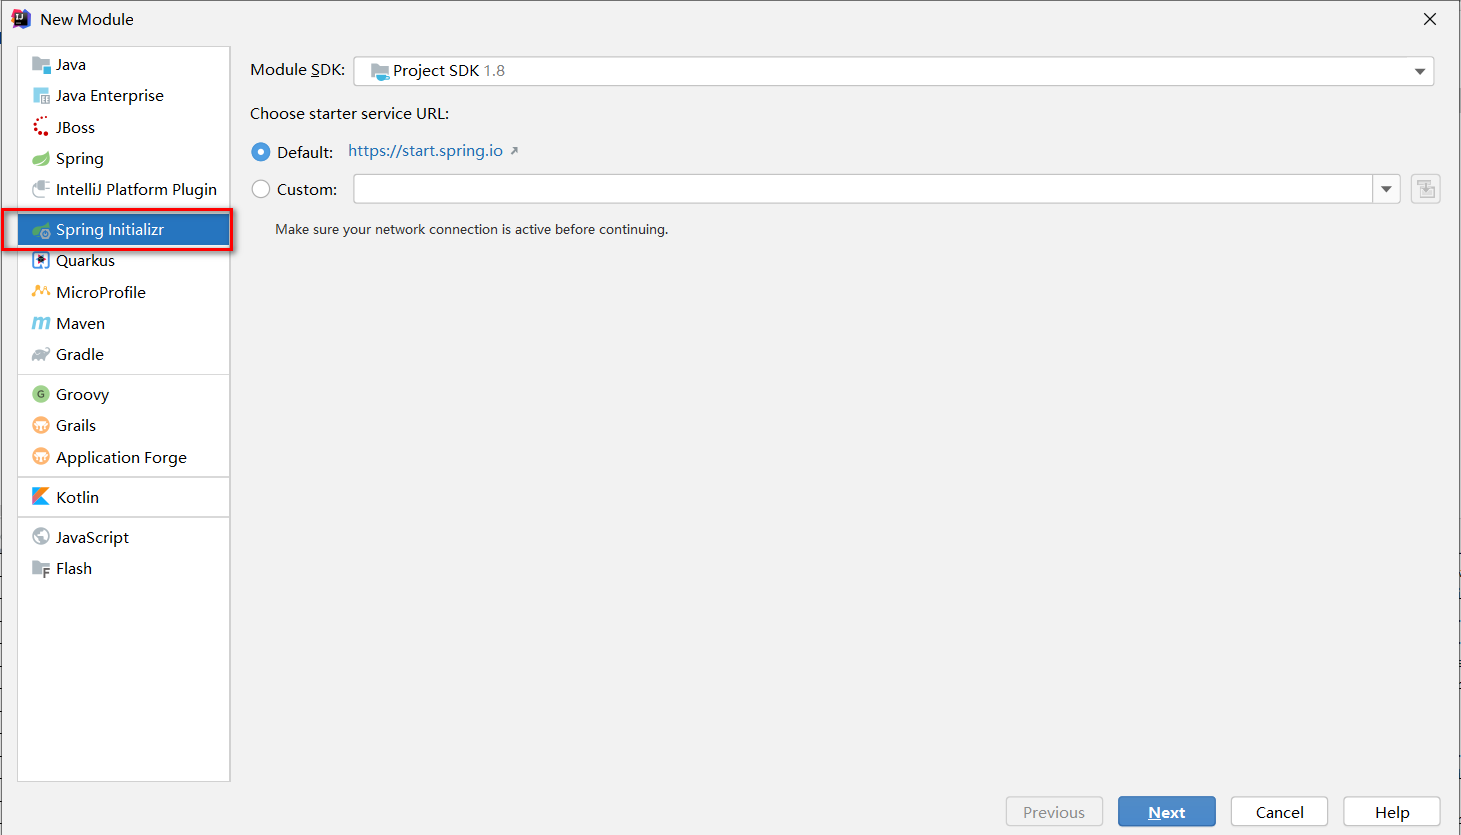 New Module
Java
Java Enterprise
JBoss
Spring
IntelliJ Platform Plugin
Spring Initializr
Quarkus
MicroProfile
Maven
Gradle
Groovy
Grails
Application Forge
Kotlin
JavaScript
Flash
Module SDK: Project SDK 1.8
Choose starter service URL:
Default: https://start.spring.io
Custom:
Make sure your network connection is active before continuing.
Previous Next Cancel Help